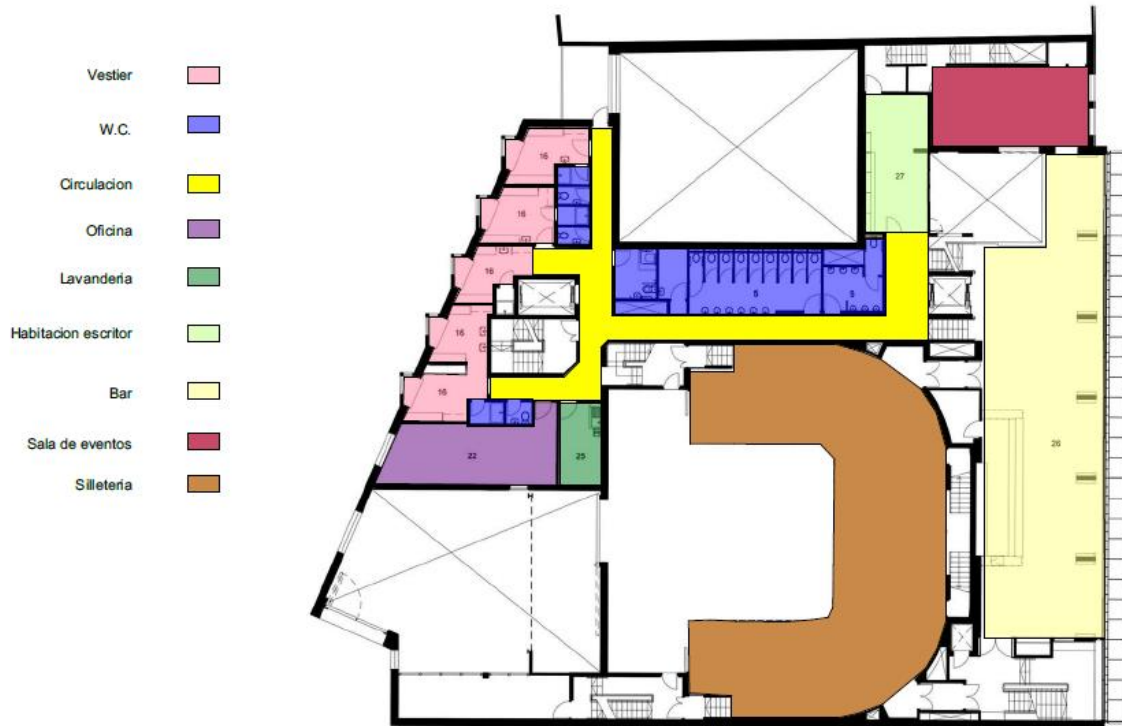 Vestier
W.C.
Circulacion
Oficina
Lavanderia
Habitacion escritor
Bar
Sala de eventos
Silleteria
16
16
16
16
16
27
5
5
26
22
25